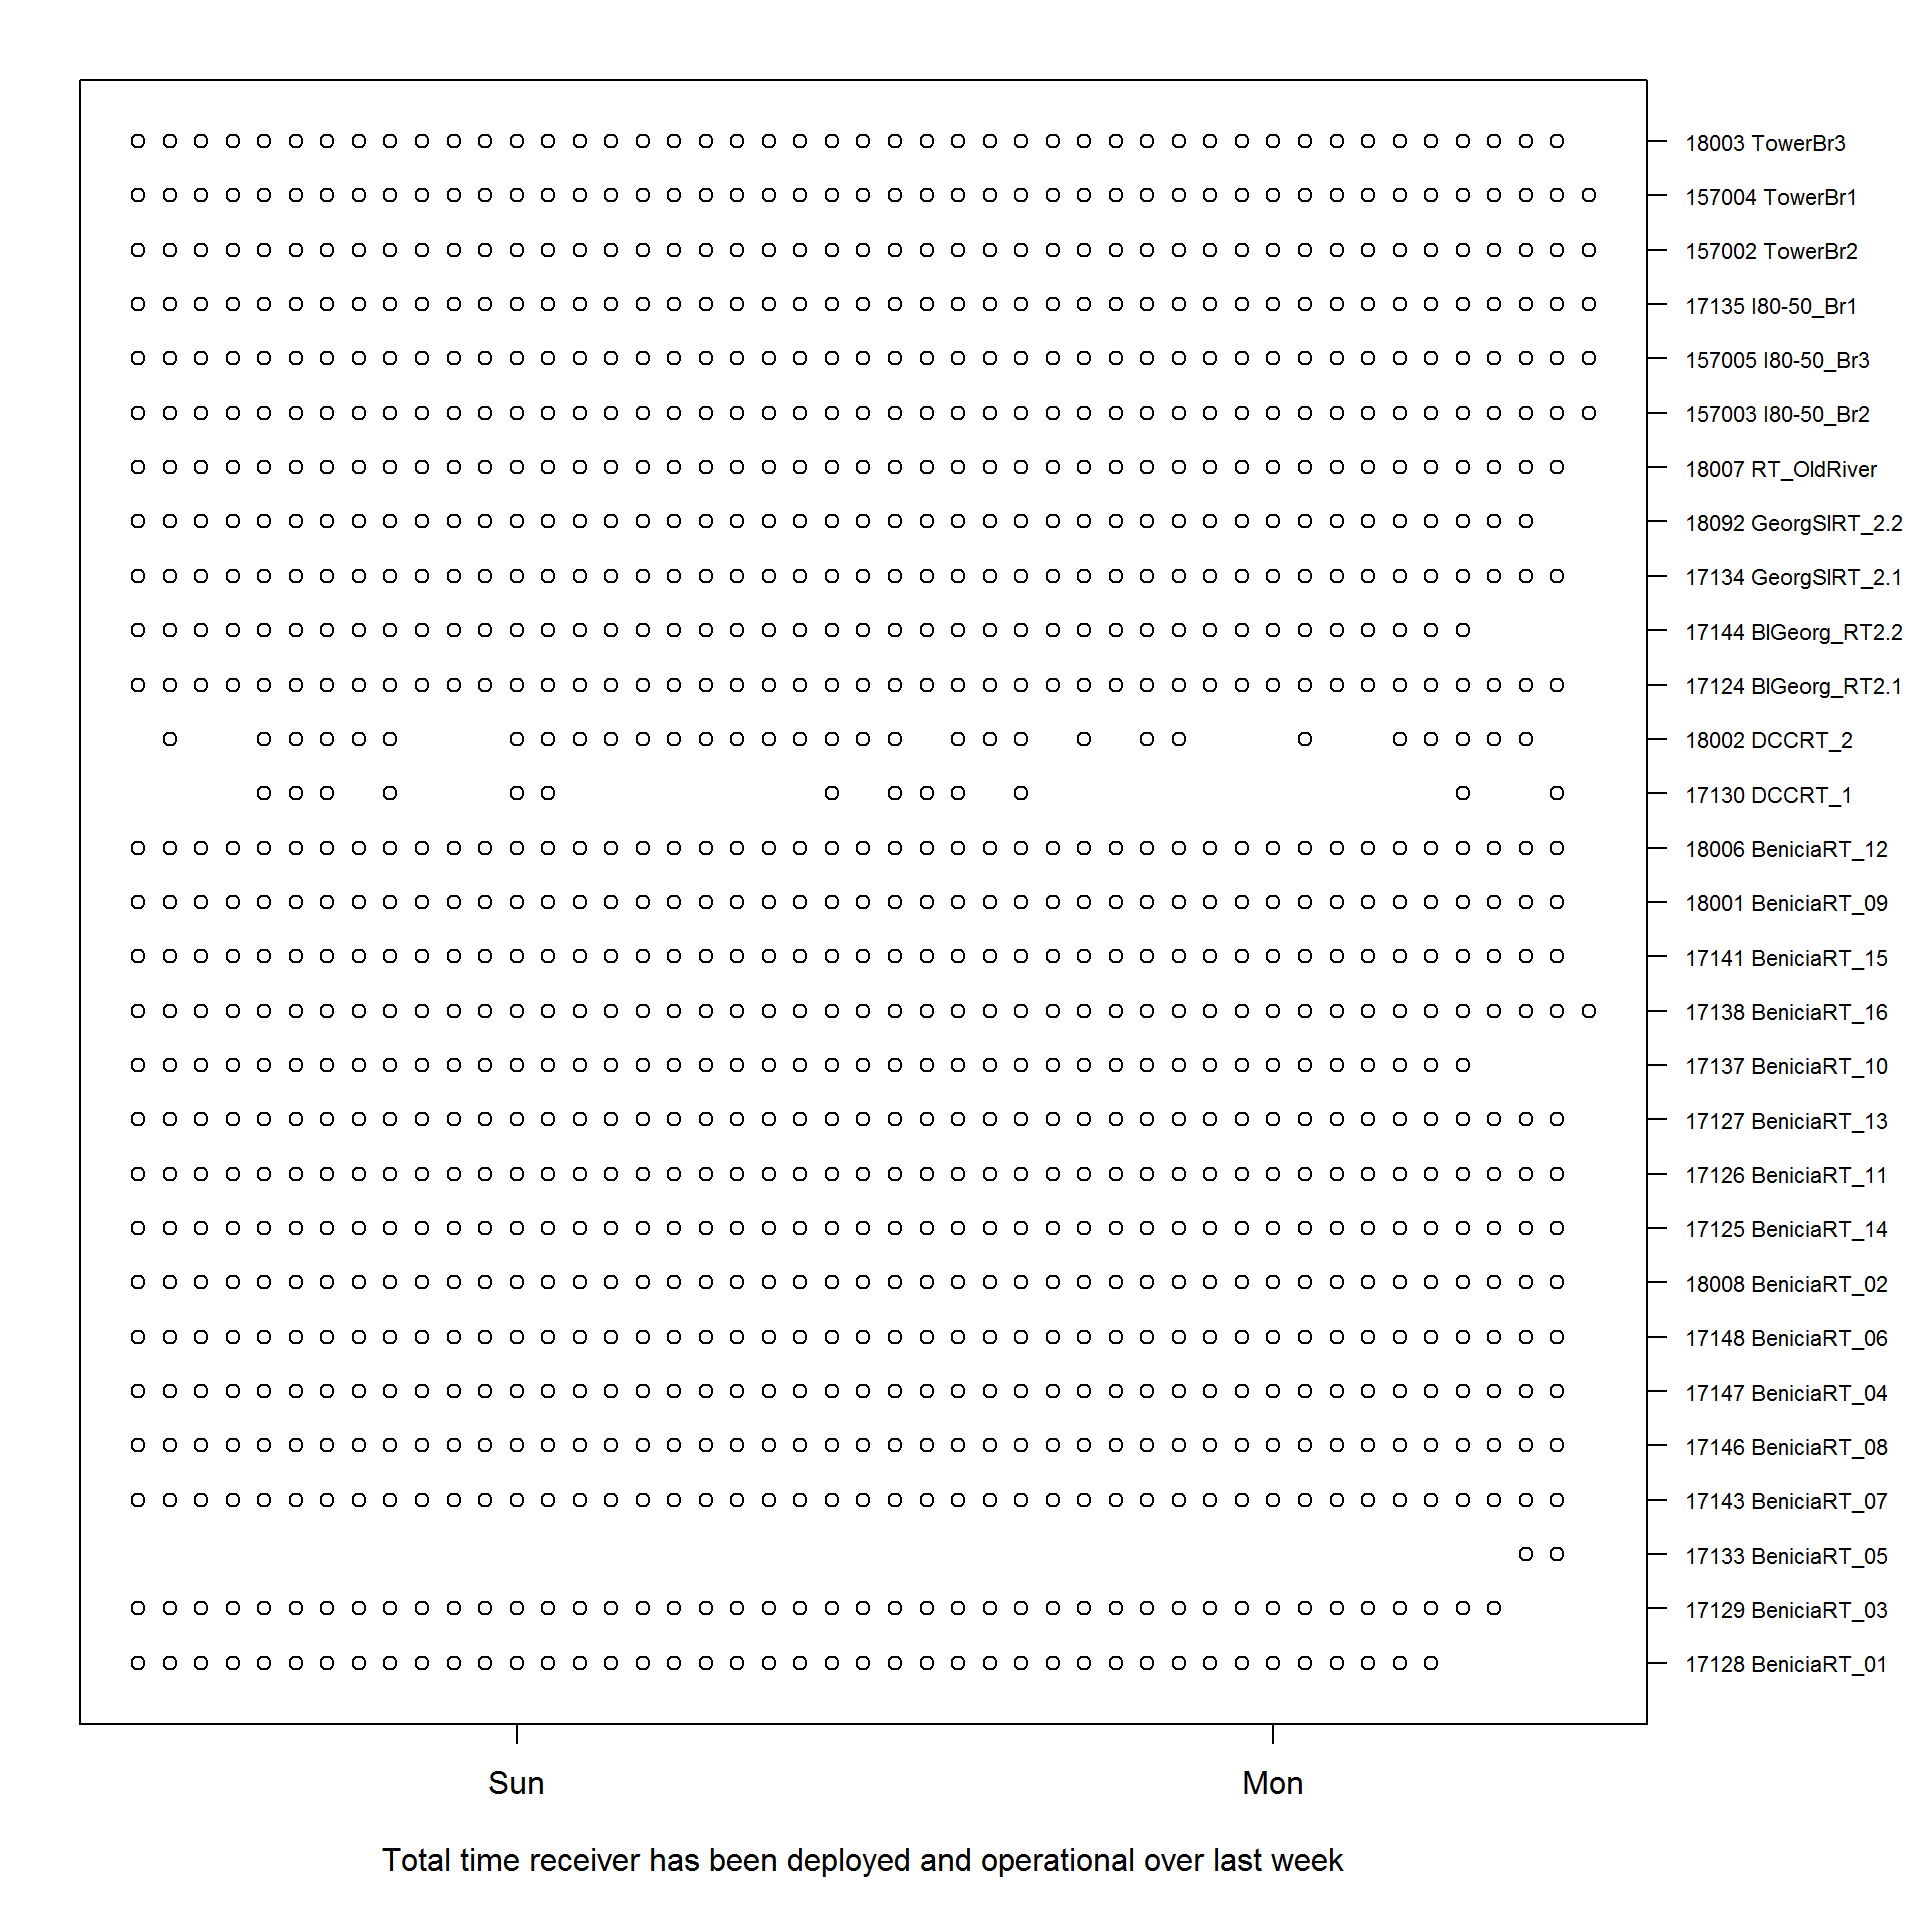 18003 TowerBr3
157004 TowerBr1
157002 TowerBr2
17135 I80-50_Br1
157005 I80-50_Br3
157003 I80-50_Br2
18007 RT_OldRiver
18092 GeorgSlRT_2.2
17134 GeorgSlRT_2.1
17144 BlGeorg_RT2.2
17124 BlGeorg_RT2.1
18002 DCCRT_2
17130 DCCRT_1
18006 BeniciaRT_12
18001 BeniciaRT_09
17141 BeniciaRT_15
17138 BeniciaRT_16
17137 BeniciaRT_10
17127 BeniciaRT_13
17126 BeniciaRT_11
17125 BeniciaRT_14
18008 BeniciaRT_02
17148 BeniciaRT_06
17147 BeniciaRT_04
17146 BeniciaRT_08
17143 BeniciaRT_07
17133 BeniciaRT_05
17129 BeniciaRT_03
17128 BeniciaRT_01
Sun Mon
Total time receiver has been deployed and operational over last week